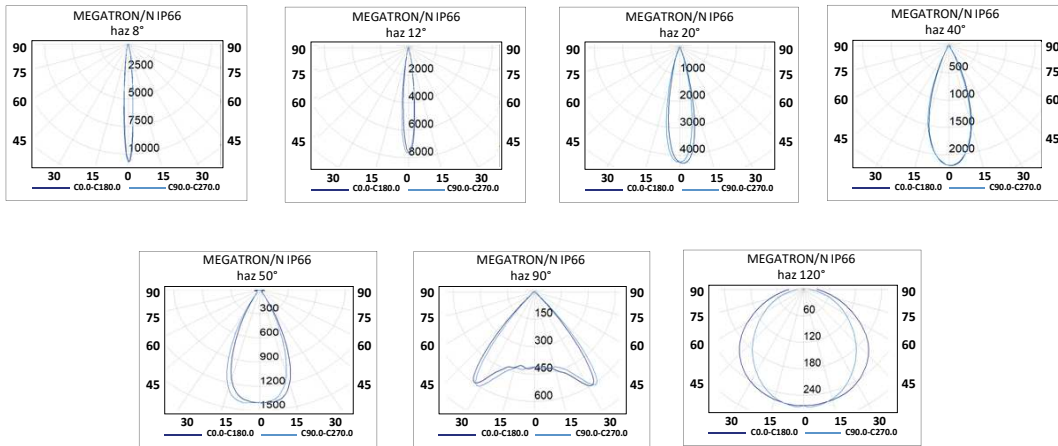 MEGATRON/N IP66
haz 8°
90 90
75 2500 75
60 5000 60
7500
45 10000 45
30 15 0 15 30
C0.0-C180.0 C90.0-C270.0
MEGATRON/N IP66
haz 12°
90 90
75 2000 75
60 4000 60
6000
45 8000 45
30 15 0 15 30
C0.0-C180.0 C90.0-C270.0
MEGATRON/N IP66
haz 20°
90 90
75 1000 75
60 2000 60
3000
45 4000 45
30 15 0 15 30
C0.0-C180.0 C90.0-C270.0
MEGATRON/N IP66
haz 40°
90 90
75 500 75
60 1000 60
1500
45 2000 45
30 15 0 15 30
C0.0-C180.0 C90.0-C270.0
MEGATRON/N IP66
haz 50°
90 90
300
75 75
600
60 60
900
45 1200 45
1500
30 15 0 15 30
C0.0-C180.0 C90.0-C270.0
MEGATRON/N IP66
haz 90°
90 90
75 150 75
60 300 60
45 450 45
600
30 15 0 15 30
C0.0-C180.0 C90.0-C270.0
MEGATRON/N IP66
haz 120°
90 90
75 60 75
120
60 60
180
45 240 45
30 15 0 15 30
C0.0-C180.0 C90.0-C270.0